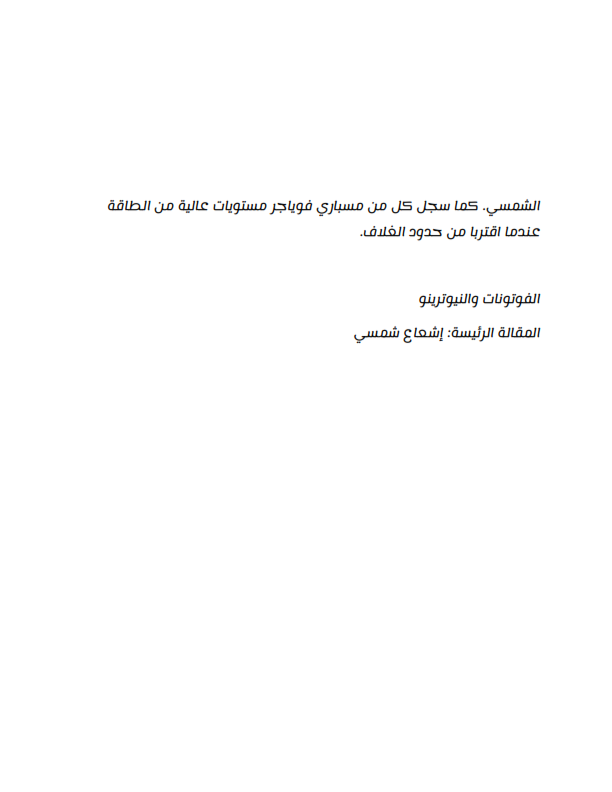 الشمسي. كما سجل كل من مسباري فوياجر مستويات عالية من الطاقة
عندما اقتربا من حدود الغلاف.
الفوتونات والنيوترينو
المقالة الرئيسة: إشعاع شمسي